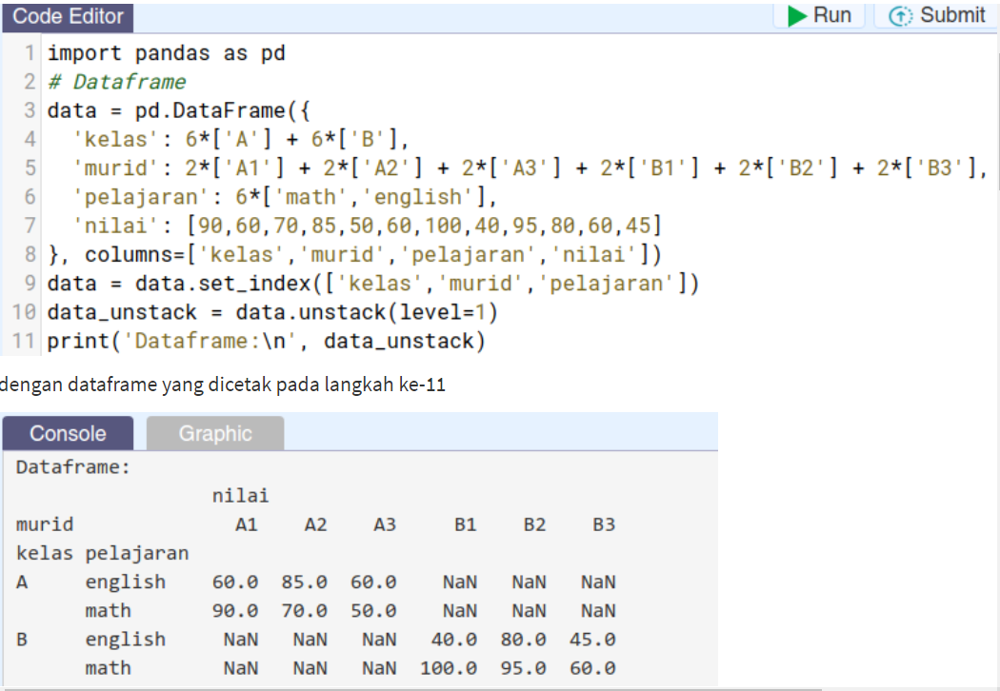 Code Editor
Run
Submit
1 import pandas as pd
2 # Dataframe
3 data = pd.DataFrame({
4   'kelas': 6*['A'] + 6*['B'],
5   'murid': 2*['A1'] + 2*['A2'] + 2*['A3'] + 2*['B1'] + 2*['B2'] + 2*['B3'],
6   'pelajaran': 6*['math','english'],
7   'nilai': [90,60,70,85,50,60,100,40,95,80,60,45]
8 }, columns=['kelas','murid','pelajaran','nilai'])
9 data = data.set_index(['kelas','murid','pelajaran'])
10 data_unstack = data.unstack(level=1)
11 print('Dataframe:\n', data_unstack)
dengan dataframe yang dicetak pada langkah ke-11
Console
Graphic
Dataframe:
nilai
murid A1 A2 A3 B1 B2 B3
kelas pelajaran
A english 60.0 85.0 60.0 NaN NaN NaN
math 90.0 70.0 50.0 NaN NaN NaN
B english NaN NaN NaN 40.0 80.0 45.0
math NaN NaN NaN 100.0 95.0 60.0